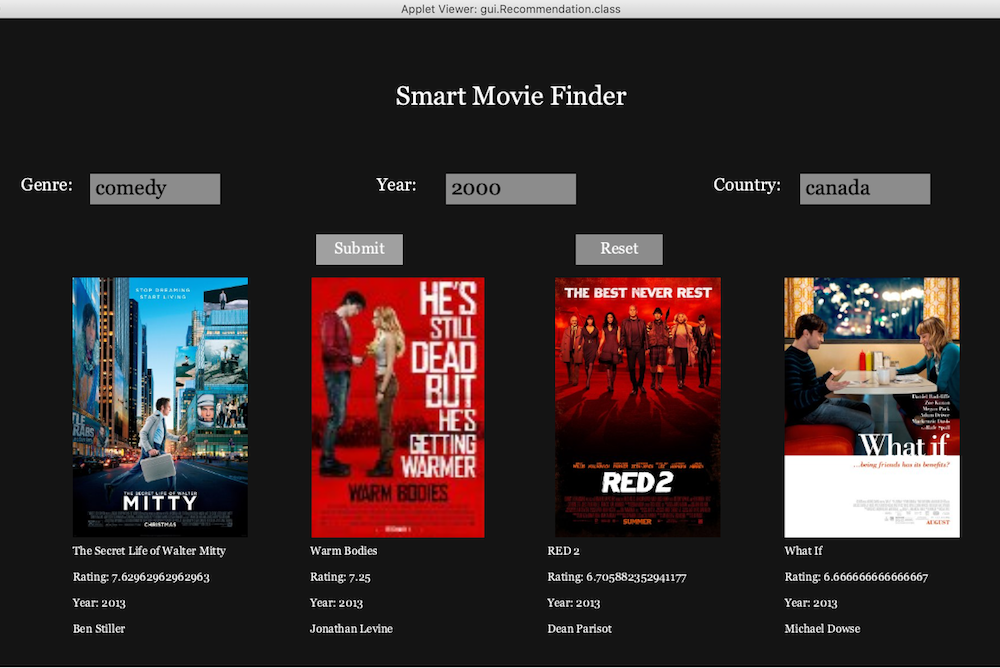 Applet Viewer: gui.Recommendation.class
Smart Movie Finder
Genre: comedy
Year: 2000
Country: canada
Submit
Reset
STOP DREAMING
START LIVING
THE SECRET LIFE OF WALTER
MITTY
CHRISTMAS
HE'S
STILL
DEAD
BUT
HE'S
GETTING
WARMER
WARM BODIES
THE BEST NEVER REST
RED 2
SUMMER
Daniel Radcliffe
Zoe Kazan
Megan Park
Adam Driver
Mackenzie Davis
Rafe Spall
What if
...being friends has its benefits?
AUGUST
The Secret Life of Walter Mitty
Rating: 7.62962962962963
Year: 2013
Ben Stiller
Warm Bodies
Rating: 7.25
Year: 2013
Jonathan Levine
RED 2
Rating: 6.705882352941177
Year: 2013
Dean Parisot
What If
Rating: 6.666666666666667
Year: 2013
Michael Dowse